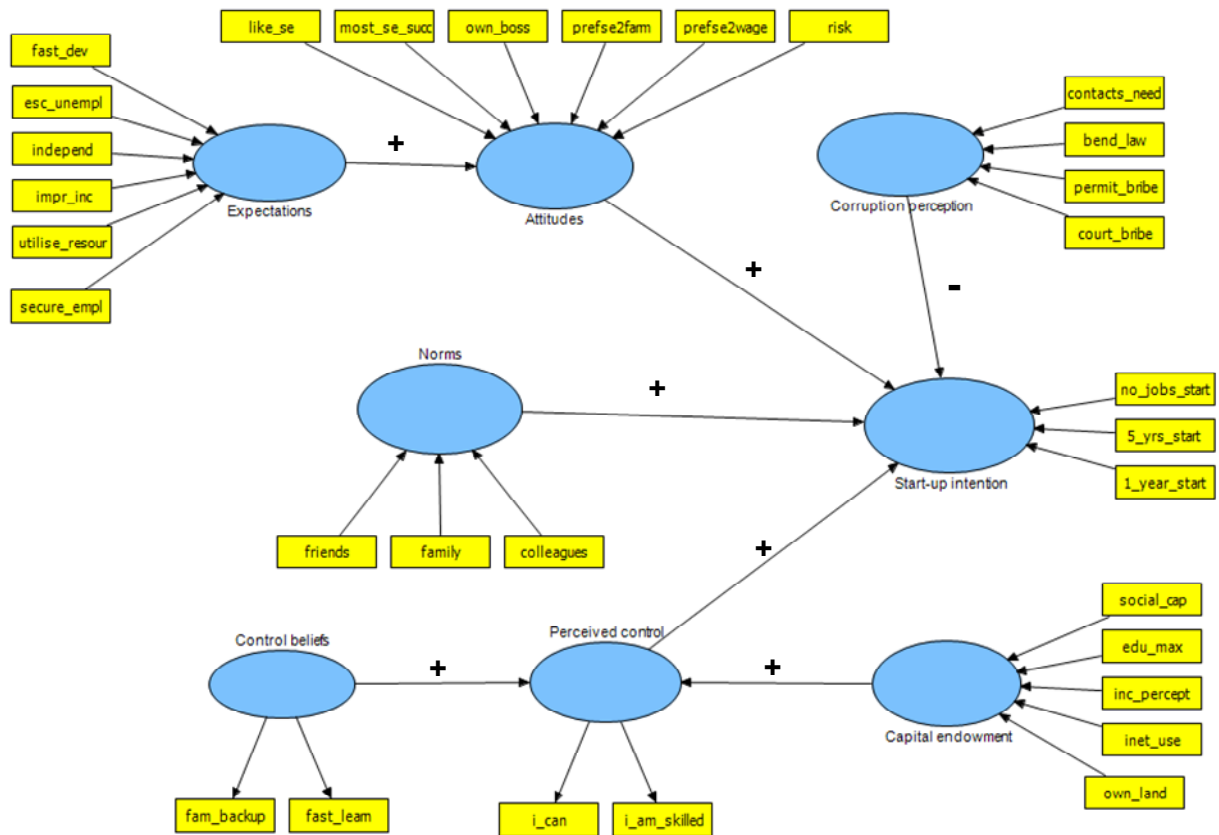 like_se
most_se_succ
own_boss
prefse2farm
prefse2wage
risk
fast_dev
esc_unempl
independ
impr_inc
utilise_resour
secure_empl
Expectations
+
Attitudes
contacts_need
bend_law
permit_bribe
court_bribe
Corruption perception
+
-
Norms
+
friends
family
colleagues
no_jobs_start
5_yrs_start
1_year_start
Start-up intention
+
Control beliefs
+
fam_backup
fast_learn
Perceived control
i_can
i_am_skilled
+
social_cap
edu_max
inc_percept
inet_use
own_land
Capital endowment